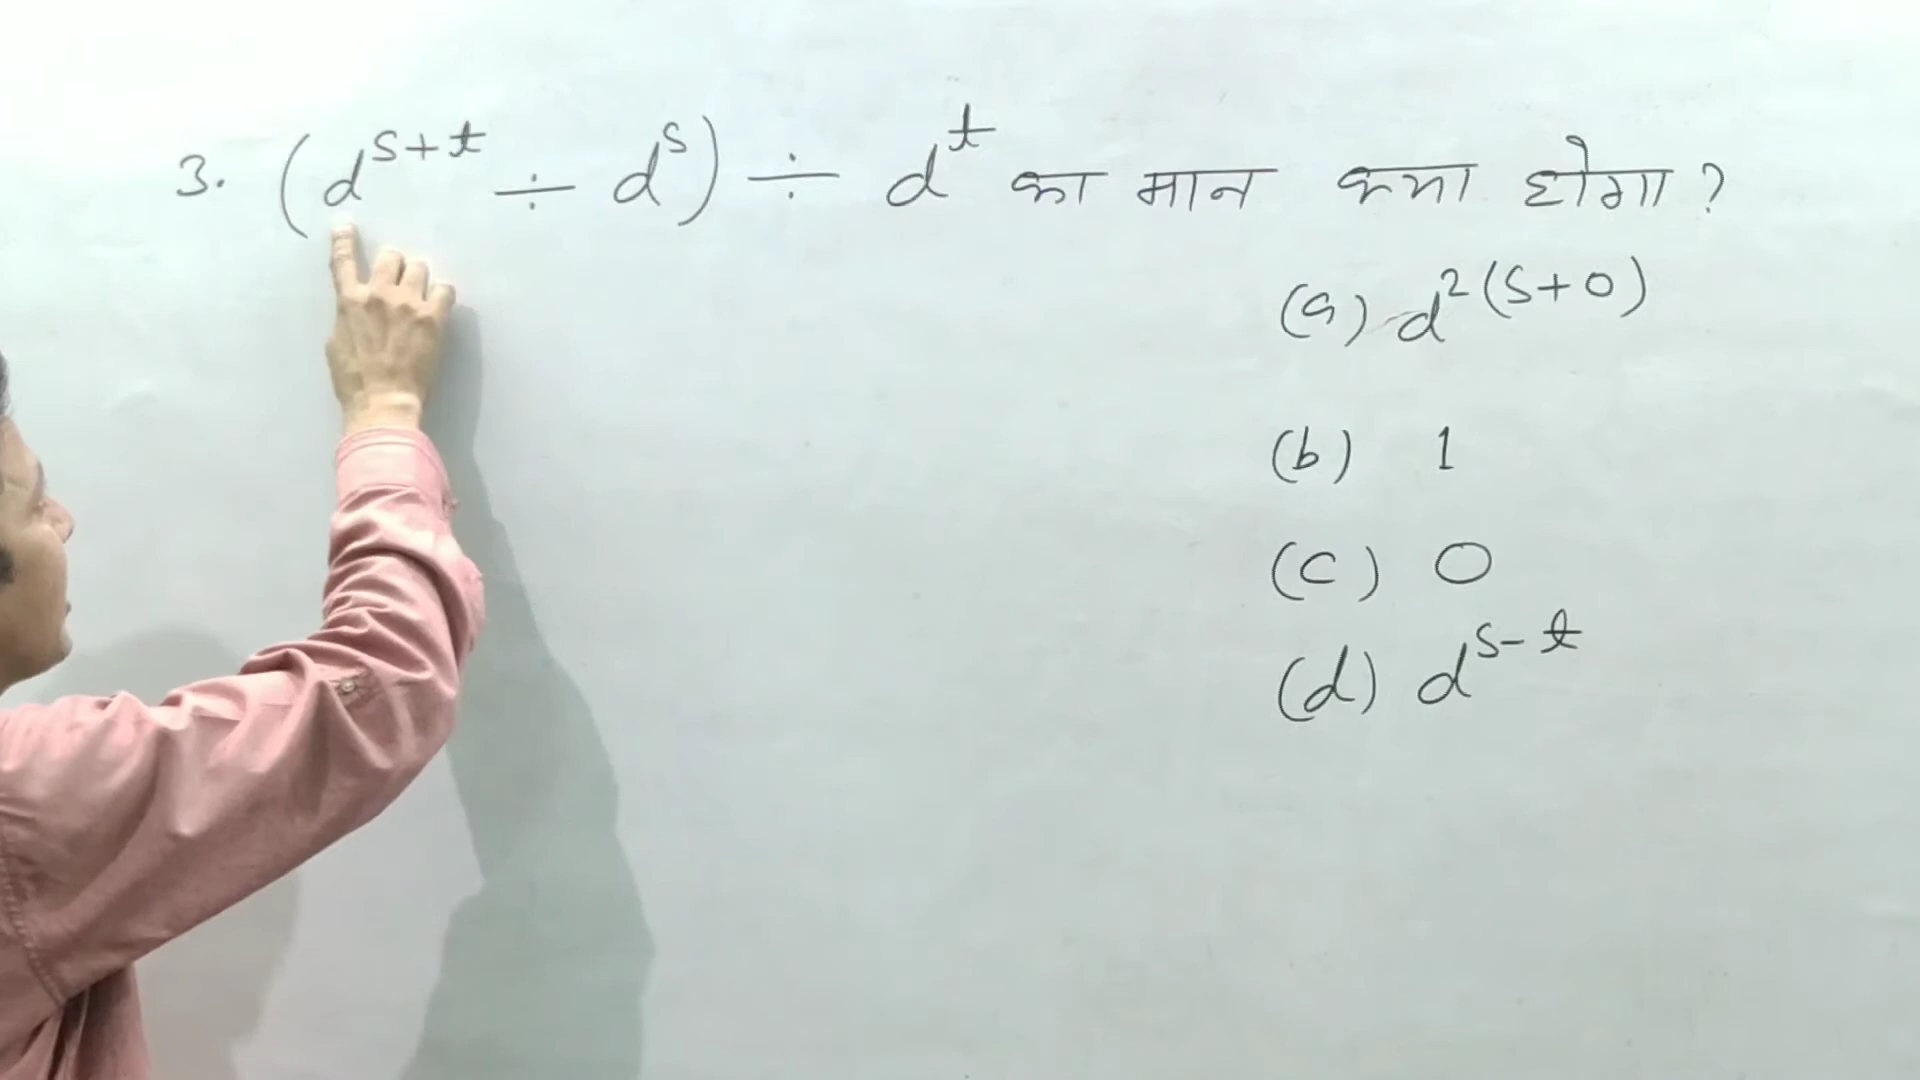 3. (d^{s+t} ÷ d^s) ÷ d^t का मान क्या होगा ?
(a) d^{2(s+0)}
(b) 1
(c) 0
(d) d^{s-t}